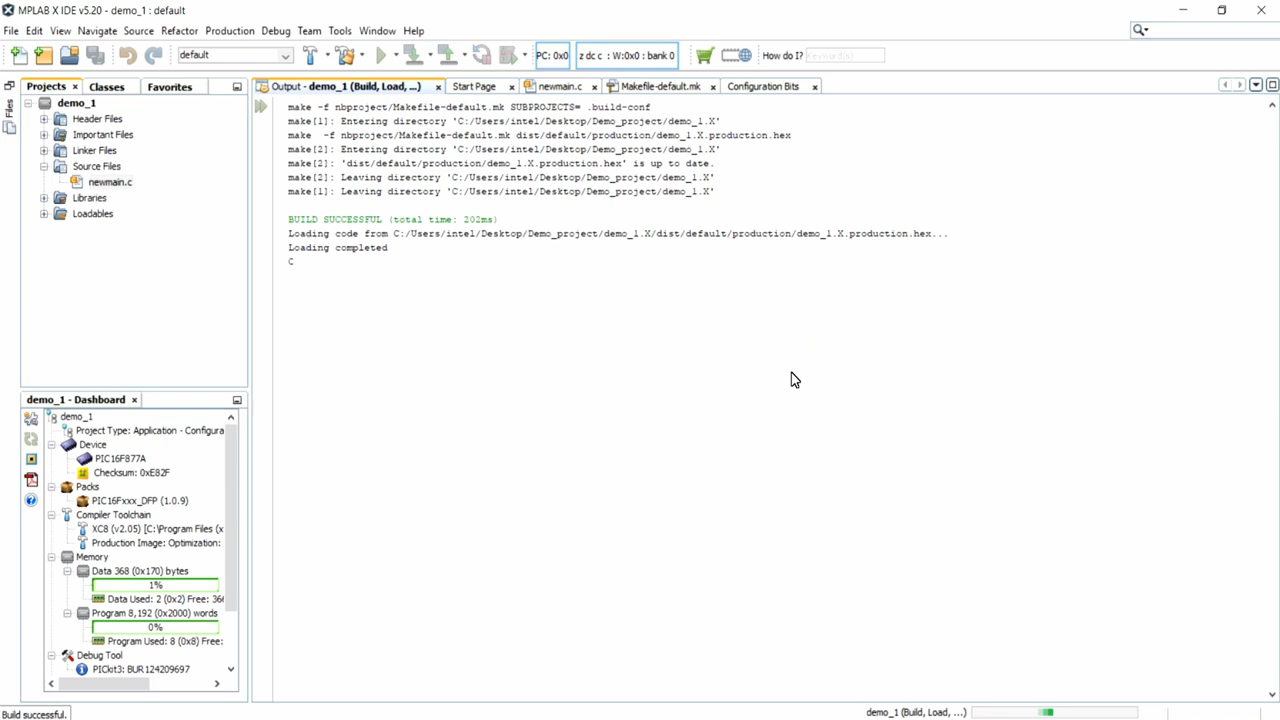 MPLAB X IDE v5.20 - demo_1 : default
File Edit View Navigate Source Refactor Production Debug Team Tools Window Help
default PC: 0x0 z dc c : W:0x0 : bank 0 How do I? Keyword(s)
Files
Projects Classes Favorites
demo_1
Header Files
Important Files
Linker Files
Source Files
newmain.c
Libraries
Loadables
Output - demo_1 (Build, Load, ...) Start Page newmain.c Makefile-default.mk Configuration Bits
make -f nbproject/Makefile-default.mk SUBPROJECTS= .build-conf
make[1]: Entering directory 'C:/Users/intel/Desktop/Demo_project/demo_1.X'
make  -f nbproject/Makefile-default.mk dist/default/production/demo_1.X.production.hex
make[2]: Entering directory 'C:/Users/intel/Desktop/Demo_project/demo_1.X'
make[2]: 'dist/default/production/demo_1.X.production.hex' is up to date.
make[2]: Leaving directory 'C:/Users/intel/Desktop/Demo_project/demo_1.X'
make[1]: Leaving directory 'C:/Users/intel/Desktop/Demo_project/demo_1.X'
BUILD SUCCESSFUL (total time: 202ms)
Loading code from C:/Users/intel/Desktop/Demo_project/demo_1.X/dist/default/production/demo_1.X.production.hex...
Loading completed
C
demo_1 - Dashboard
demo_1
Project Type: Application - Configura
Device
PIC16F877A
Checksum: 0xE82F
Packs
PIC16Fxxx_DFP (1.0.9)
Compiler Toolchain
XC8 (v2.05) [C:\Program Files (x
Production Image: Optimization:
Memory
Data 368 (0x170) bytes
1%
Data Used: 2 (0x2) Free: 366
Program 8,192 (0x2000) words
0%
Program Used: 8 (0x8) Free:
Debug Tool
PICkit3: BUR124209697
Build successful.
demo_1 (Build, Load, ...)